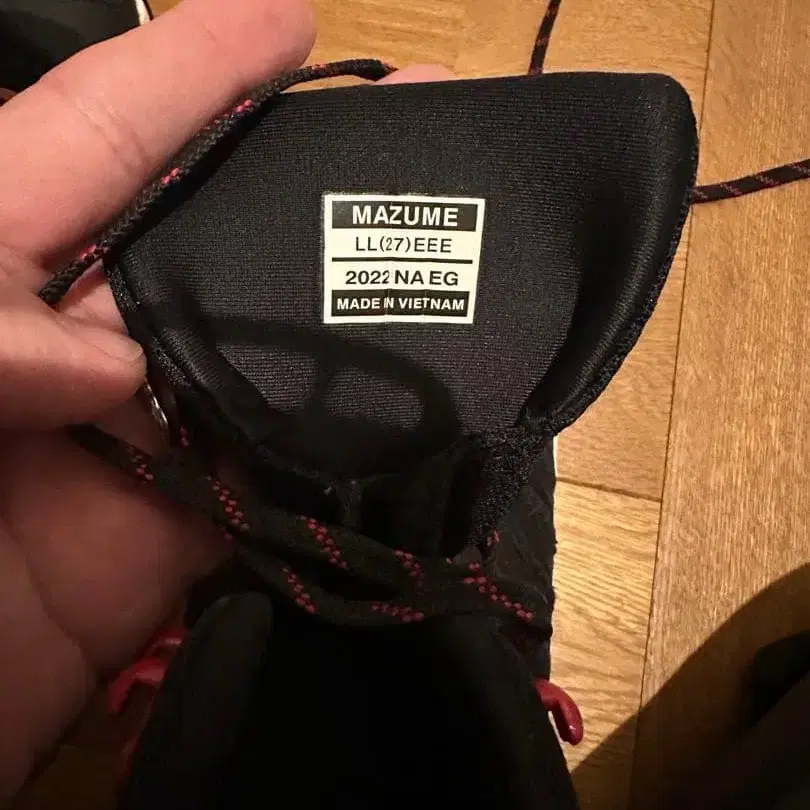 MAZUME
LL(27)EEE
2022 NA EG
MADE IN VIETNAM